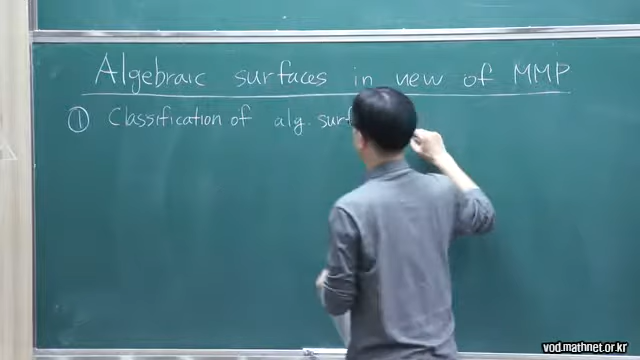 Algebraic surfaces in new of MMP
① Classification of alg. surf
vod.mathnet.or.kr